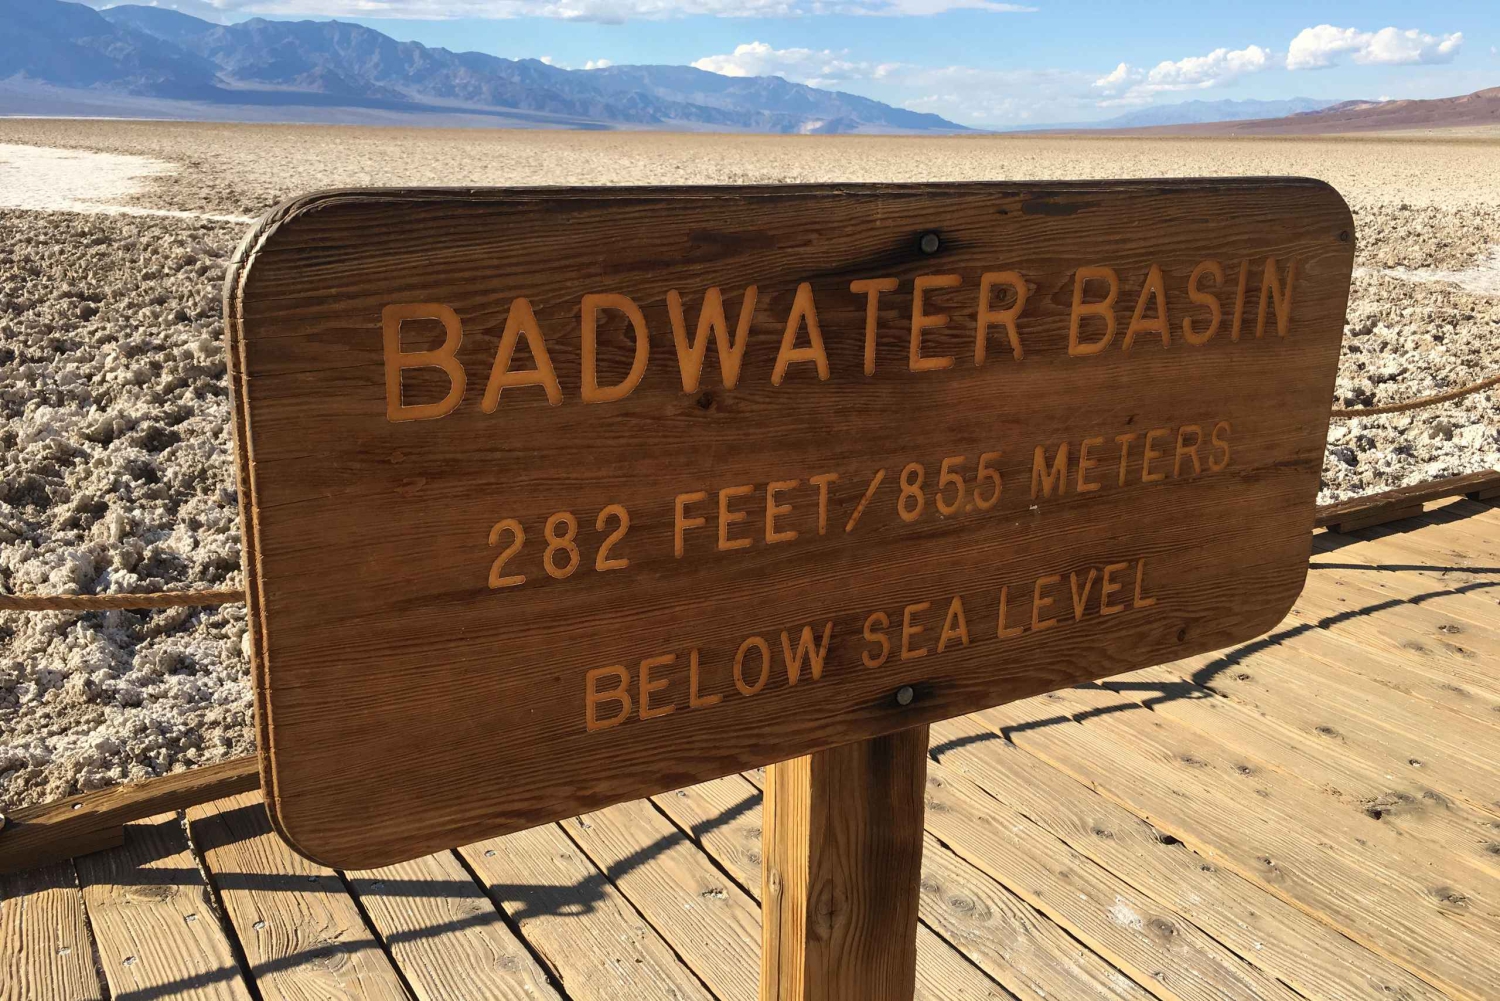 BADWATER BASIN
282 FEET/85.5 METERS
BELOW SEA LEVEL